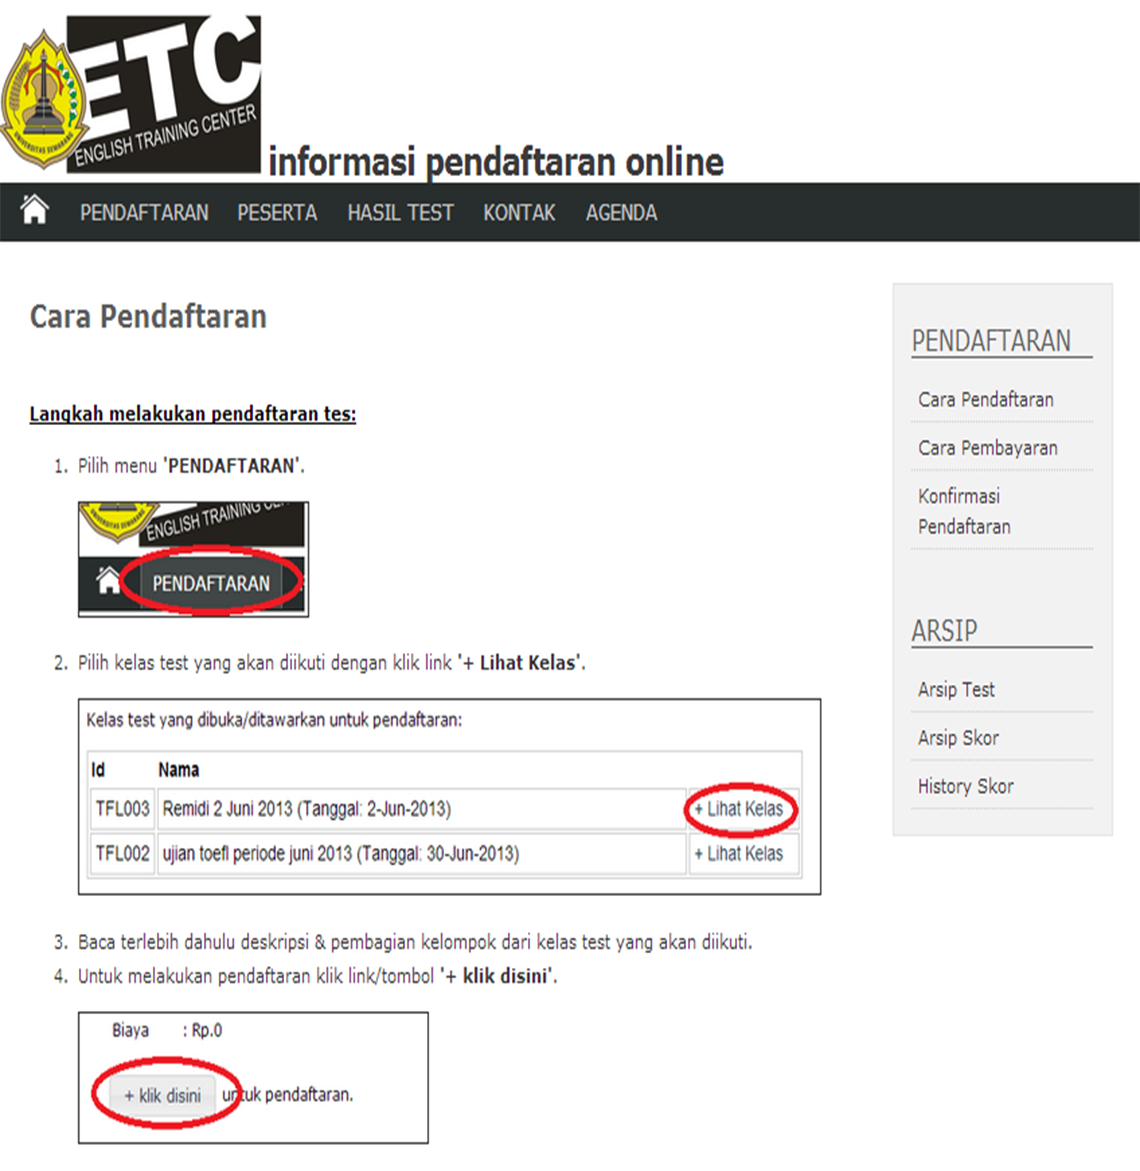 ETC
ENGLISH TRAINING CENTER
UNIVERSITAS SEMARANG
informasi pendaftaran online
PENDAFTARAN PESERTA HASIL TEST KONTAK AGENDA
Cara Pendaftaran
Langkah melakukan pendaftaran tes:
1. Pilih menu 'PENDAFTARAN'.
ENGLISH TRAINING
PENDAFTARAN
2. Pilih kelas test yang akan diikuti dengan klik link '+ Lihat Kelas'.
Kelas test yang dibuka/ditawarkan untuk pendaftaran:
Id Nama
TFL003 Remidi 2 Juni 2013 (Tanggal: 2-Jun-2013) + Lihat Kelas
TFL002 ujian toefl periode juni 2013 (Tanggal: 30-Jun-2013) + Lihat Kelas
3. Baca terlebih dahulu deskripsi & pembagian kelompok dari kelas test yang akan diikuti.
4. Untuk melakukan pendaftaran klik link/tombol '+ klik disini'.
Biaya : Rp.0
+ klik disini untuk pendaftaran.
PENDAFTARAN
Cara Pendaftaran
Cara Pembayaran
Konfirmasi
Pendaftaran
ARSIP
Arsip Test
Arsip Skor
History Skor